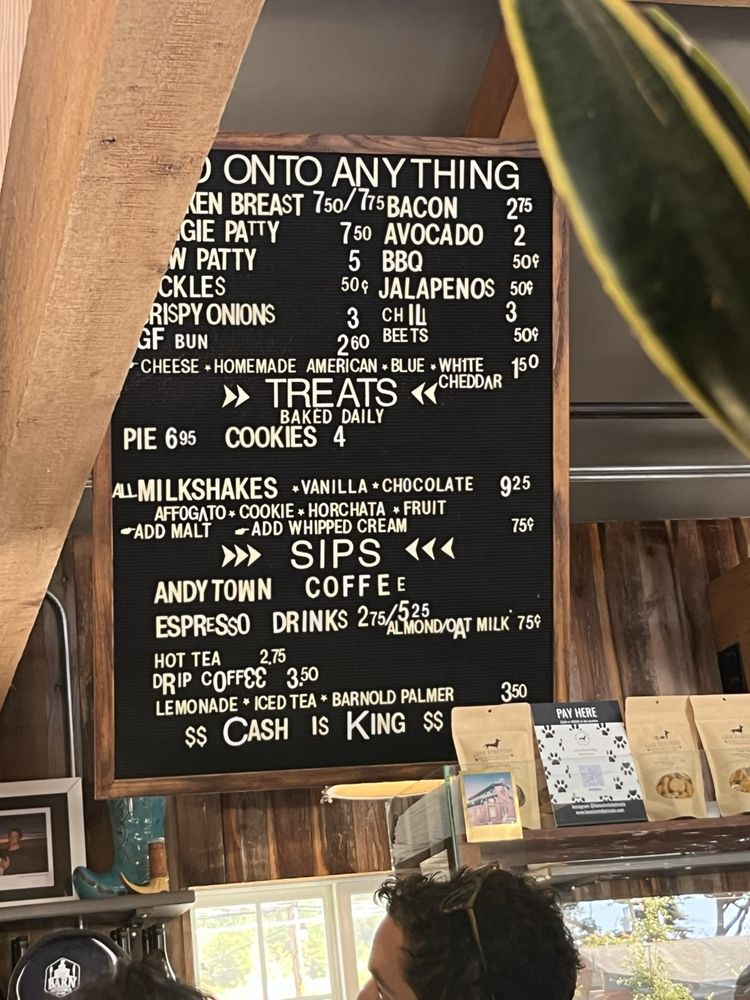 ONTO ANYTHING
KEN BREAST 750/775 BACON 275
GIE PATTY 750 AVOCADO 2
W PATTY 5 BBQ 50¢
CKLES 50¢ JALAPENOS 50¢
RISPY ONIONS 3 CHILI 3
GF BUN 260 BEETS 50¢
CHEESE * HOMEMADE AMERICAN * BLUE * WHITE CHEDDAR 150
>> TREATS <<
BAKED DAILY
PIE 695 COOKIES 4
ALL MILKSHAKES * VANILLA * CHOCOLATE 925
AFFOGATO * COOKIE * HORCHATA * FRUIT
ADD MALT ADD WHIPPED CREAM 75¢
>>> SIPS <<<
ANDYTOWN COFFEE
ESPRESSO DRINKS 275/525 ALMOND/OAT MILK 75¢
HOT TEA 2.75
DRIP COFFEE 3.50
LEMONADE * ICED TEA * BARNOLD PALMER 350
$$ CASH IS KING $$
PAY HERE
BARN